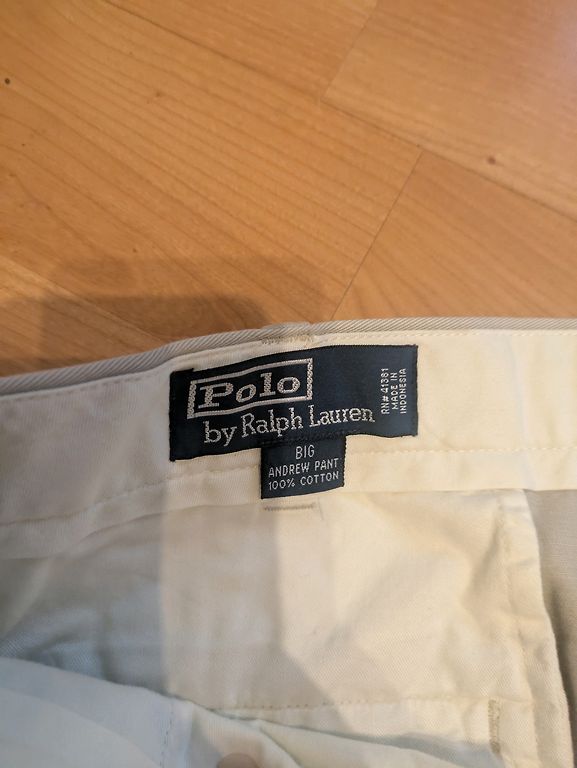 Polo
by Ralph Lauren
RN# 41381
MADE IN
INDONESIA
BIG
ANDREW PANT
100% COTTON